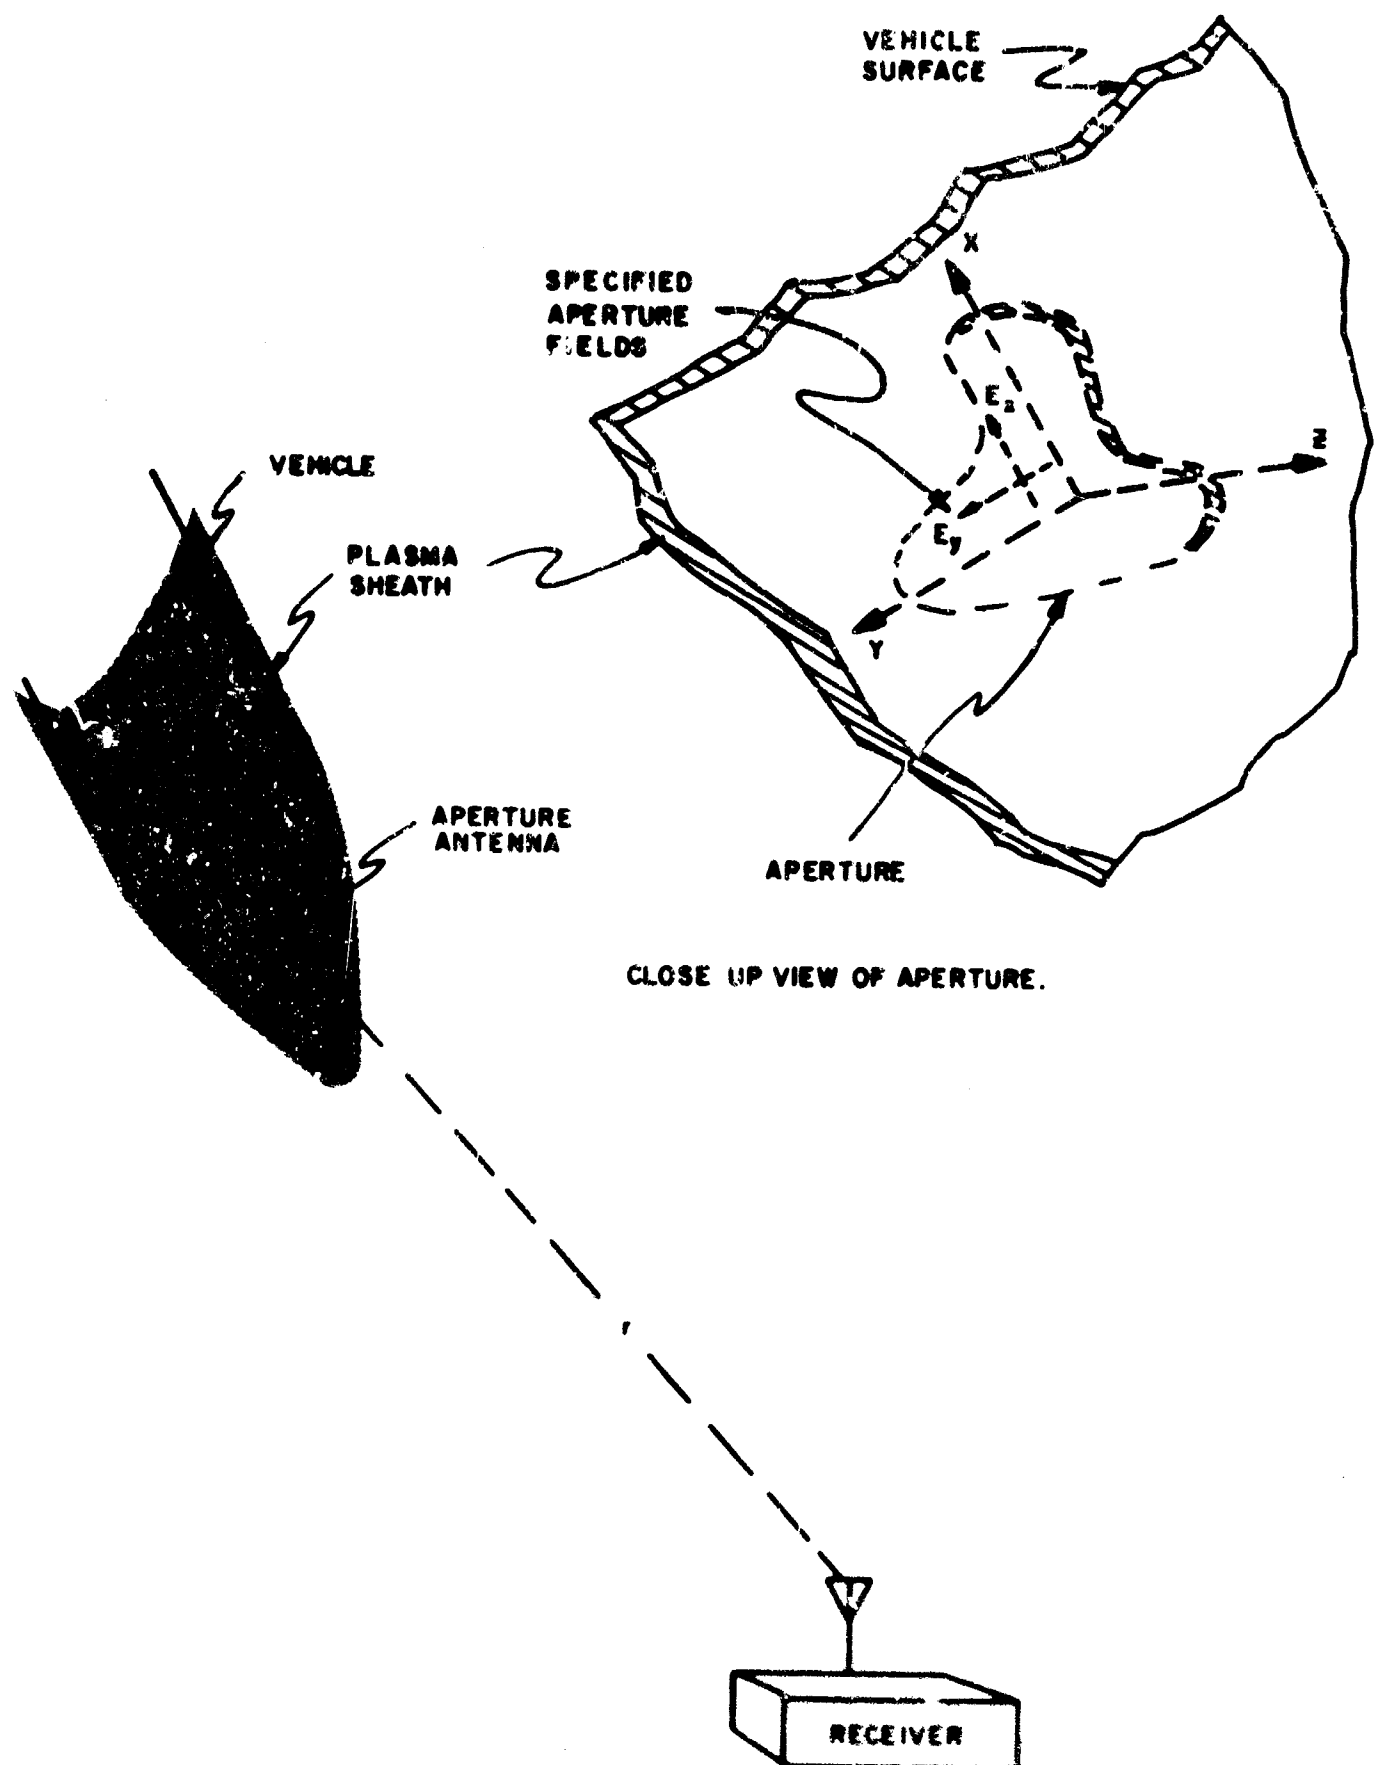 VEHICLE
SURFACE
X
SPECIFIED
APERTURE
FIELDS
E
Z
VEHICLE
E y
PLASMA
SHEATH
Y
APERTURE
ANTENNA
APERTURE
CLOSE UP VIEW OF APERTURE.
r
RECEIVER